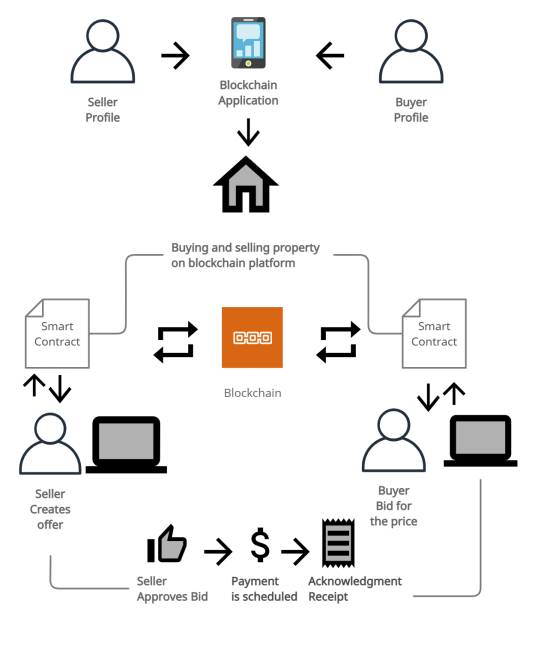 Seller
Profile
Blockchain
Application
Buyer
Profile
Buying and selling property
on blockchain platform
Smart
Contract
Smart
Contract
Blockchain
Seller
Creates
offer
Buyer
Bid for
the price
Seller
Approves Bid
Payment
is scheduled
Acknowledgment
Receipt